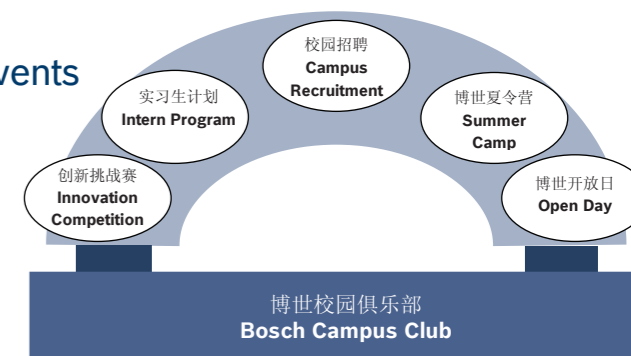 vents
校园招聘
Campus
Recruitment
实习生计划
Intern Program
博世夏令营
Summer
Camp
创新挑战赛
Innovation
Competition
博世开放日
Open Day
博世校园俱乐部
Bosch Campus Club